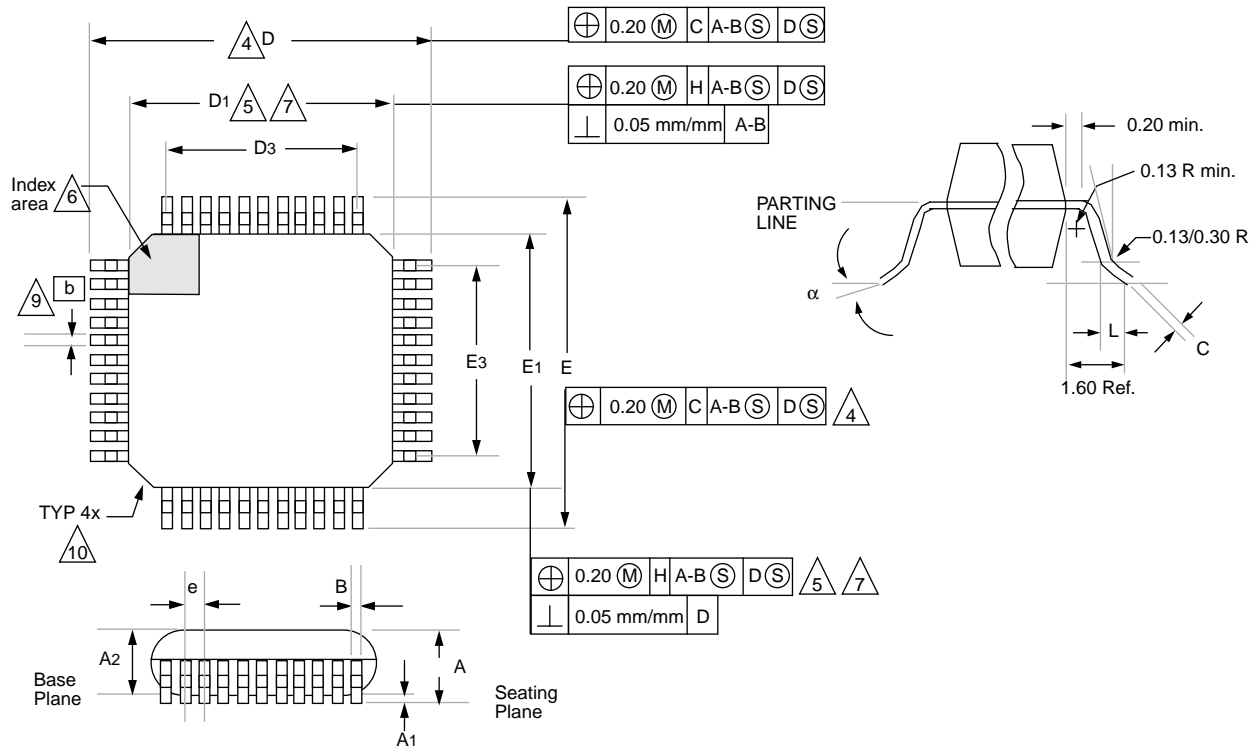 4 D
⊕ 0.20 Ⓜ C A-B Ⓢ D Ⓢ
D1 5 7
⊕ 0.20 Ⓜ H A-B Ⓢ D Ⓢ
⊥ 0.05 mm/mm A-B
D3
Index
area 6
9 b
E3
E1
E
⊕ 0.20 Ⓜ C A-B Ⓢ D Ⓢ 4
TYP 4x
10
⊕ 0.20 Ⓜ H A-B Ⓢ D Ⓢ 5 7
⊥ 0.05 mm/mm D
e
B
A2
A
Base
Plane
Seating
Plane
A1
0.20 min.
0.13 R min.
PARTING
LINE
0.13/0.30 R
α
L
C
1.60 Ref.